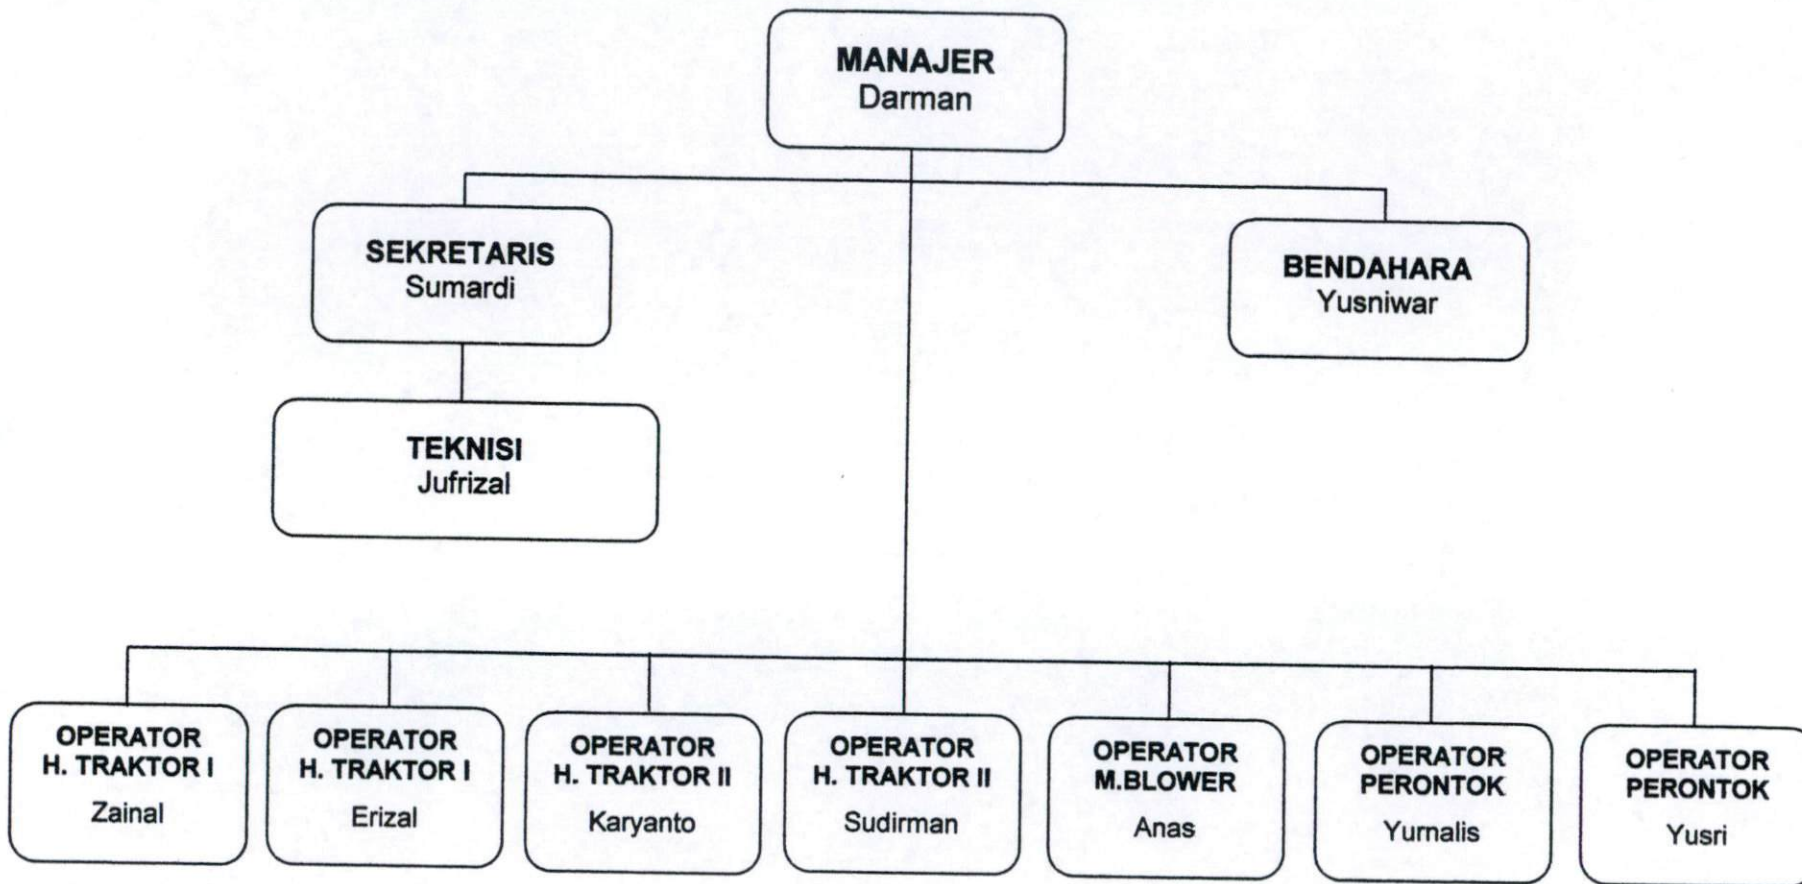 MANAJER
Darman
SEKRETARIS
Sumardi
BENDAHARA
Yusniwar
TEKNISI
Jufrizal
OPERATOR
H. TRAKTOR I
Zainal
OPERATOR
H. TRAKTOR I
Erizal
OPERATOR
H. TRAKTOR II
Karyanto
OPERATOR
H. TRAKTOR II
Sudirman
OPERATOR
M.BLOWER
Anas
OPERATOR
PERONTOK
Yurnalis
OPERATOR
PERONTOK
Yusri